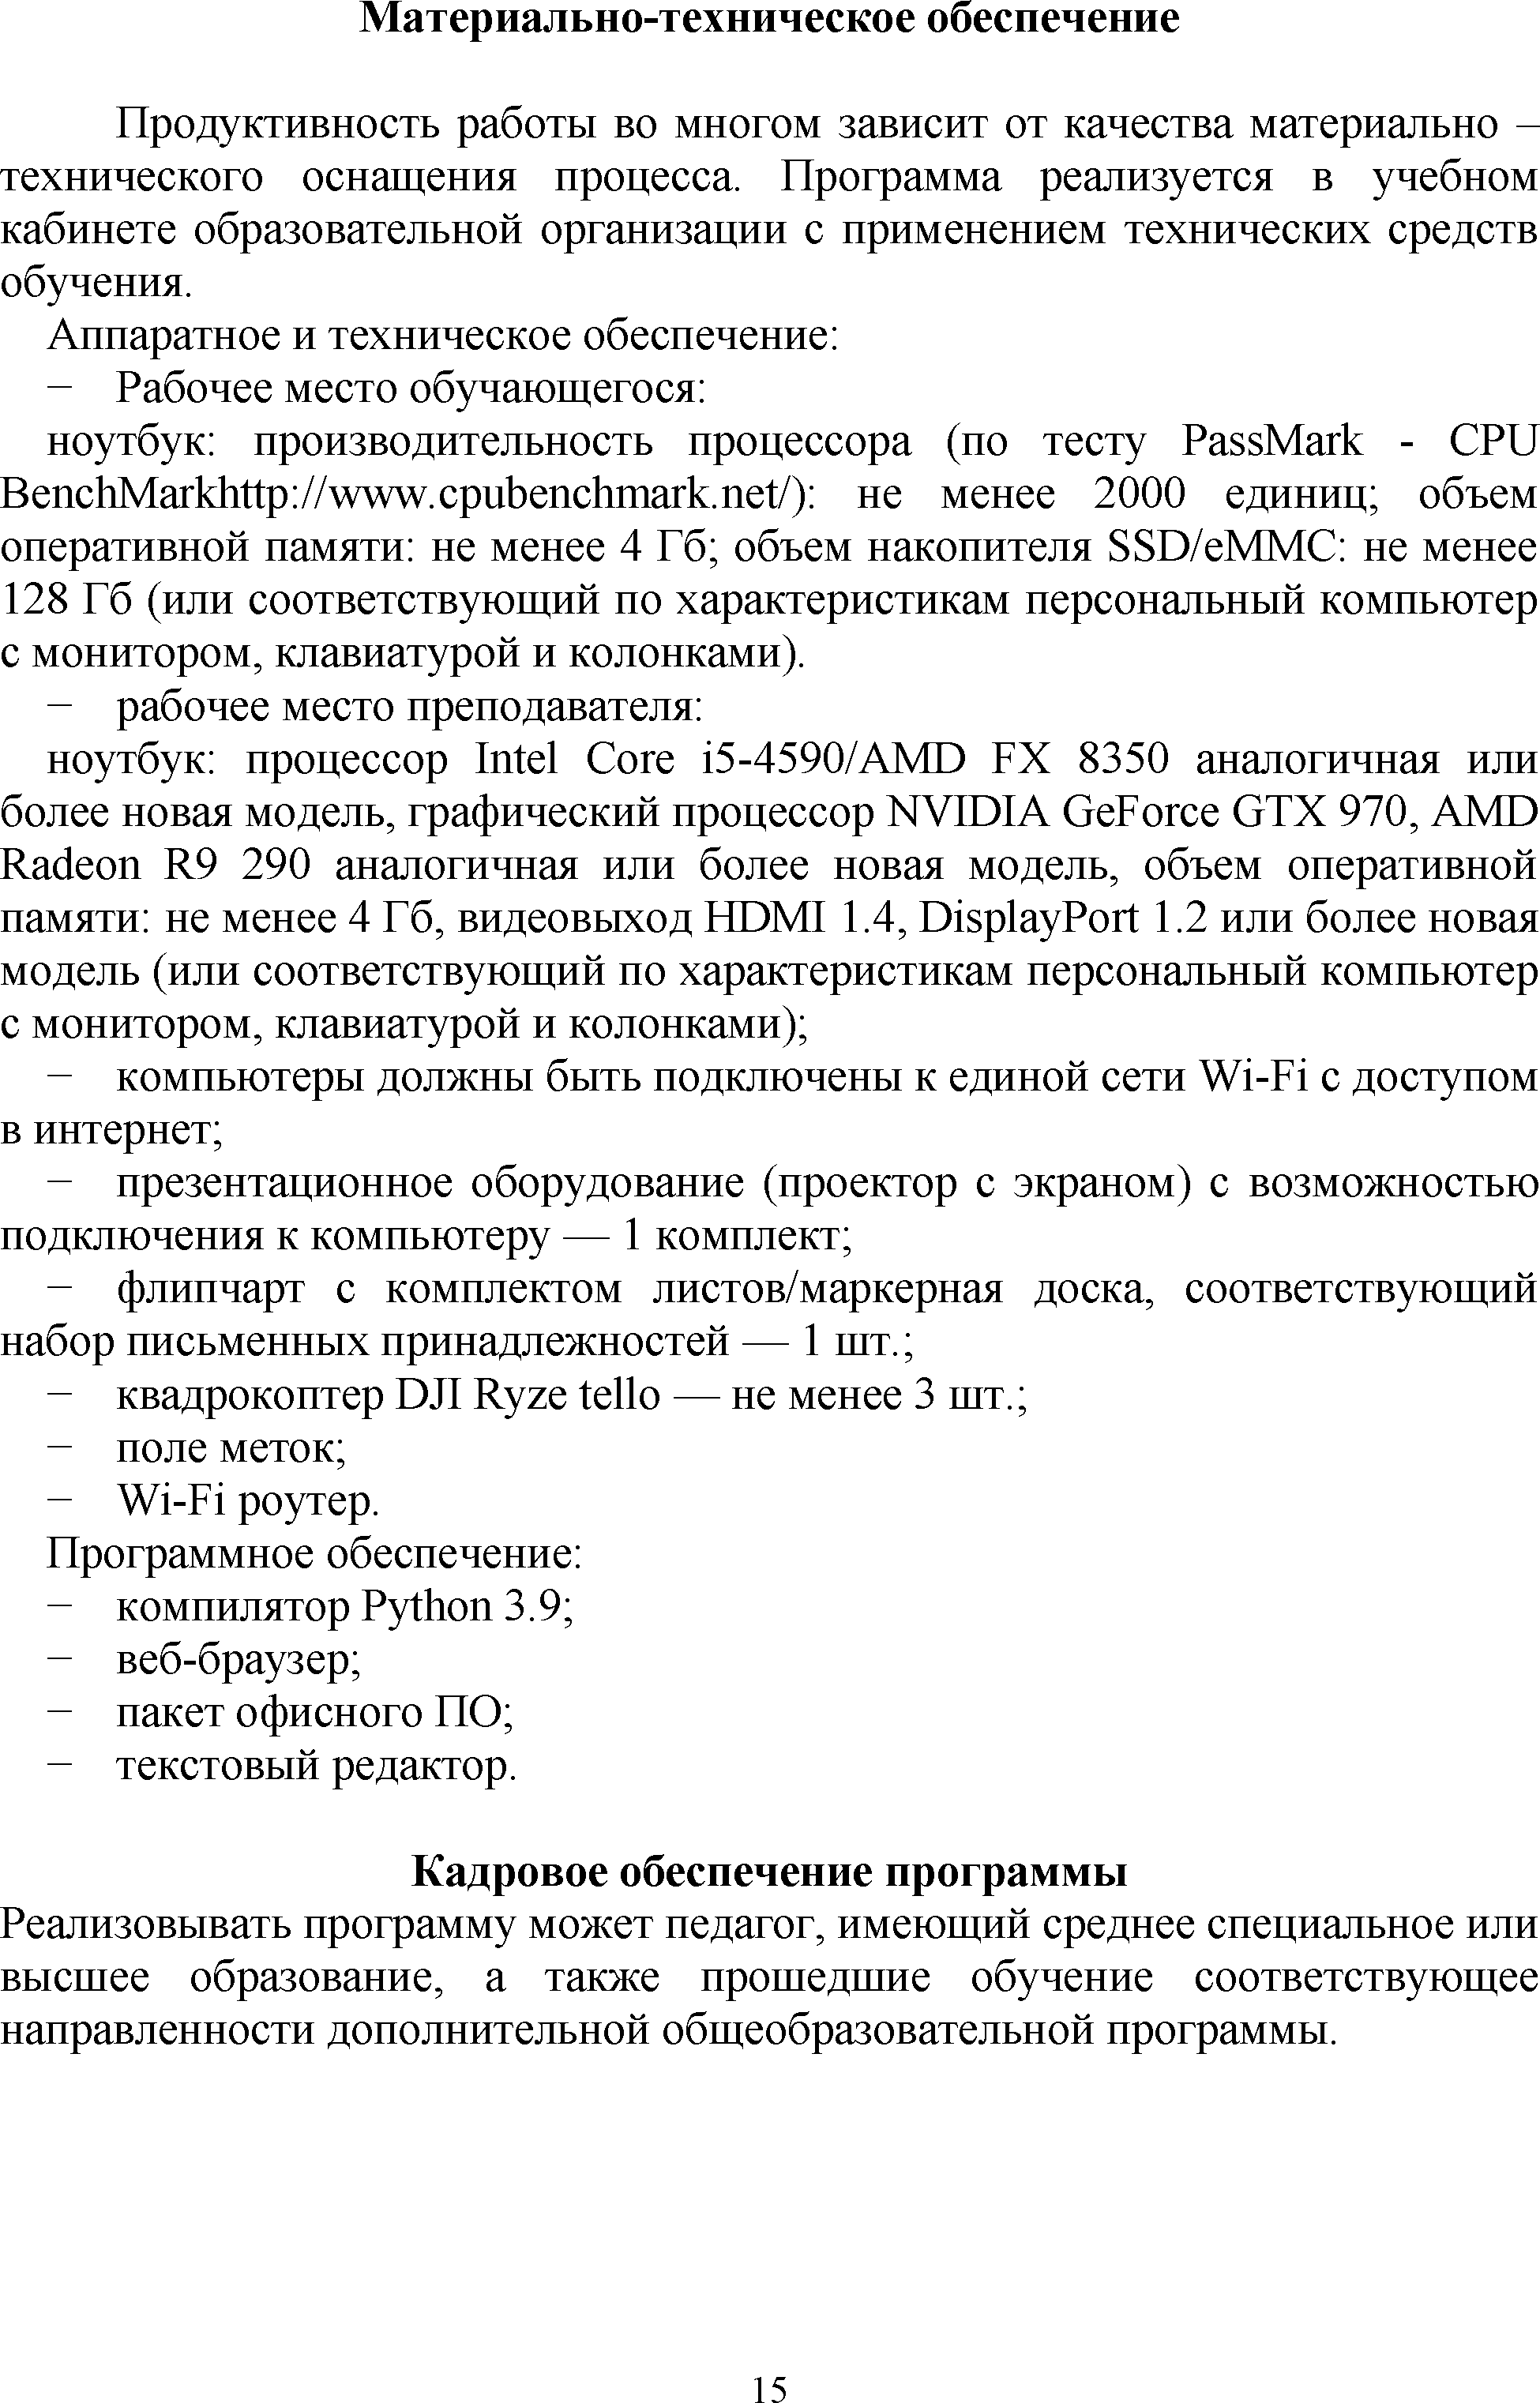 Материально-техническое обеспечение
Продуктивность работы во многом зависит от качества материально –
технического оснащения процесса. Программа реализуется в учебном
кабинете образовательной организации с применением технических средств
обучения.
Аппаратное и техническое обеспечение:
− Рабочее место обучающегося:
ноутбук: производительность процессора (по тесту PassMark - CPU
BenchMarkhttp://www.cpubenchmark.net/): не менее 2000 единиц; объем
оперативной памяти: не менее 4 Гб; объем накопителя SSD/eMMC: не менее
128 Гб (или соответствующий по характеристикам персональный компьютер
с монитором, клавиатурой и колонками).
− рабочее место преподавателя:
ноутбук: процессор Intel Core i5-4590/AMD FX 8350 аналогичная или
более новая модель, графический процессор NVIDIA GeForce GTX 970, AMD
Radeon R9 290 аналогичная или более новая модель, объем оперативной
памяти: не менее 4 Гб, видеовыход HDMI 1.4, DisplayPort 1.2 или более новая
модель (или соответствующий по характеристикам персональный компьютер
с монитором, клавиатурой и колонками);
− компьютеры должны быть подключены к единой сети Wi-Fi с доступом
в интернет;
− презентационное оборудование (проектор с экраном) с возможностью
подключения к компьютеру — 1 комплект;
− флипчарт с комплектом листов/маркерная доска, соответствующий
набор письменных принадлежностей — 1 шт.;
− квадрокоптер DJI Ryze tello — не менее 3 шт.;
− поле меток;
− Wi-Fi роутер.
Программное обеспечение:
− компилятор Python 3.9;
− веб-браузер;
− пакет офисного ПО;
− текстовый редактор.
Кадровое обеспечение программы
Реализовывать программу может педагог, имеющий среднее специальное или
высшее образование, а также прошедшие обучение соответствующее
направленности дополнительной общеобразовательной программы.
15